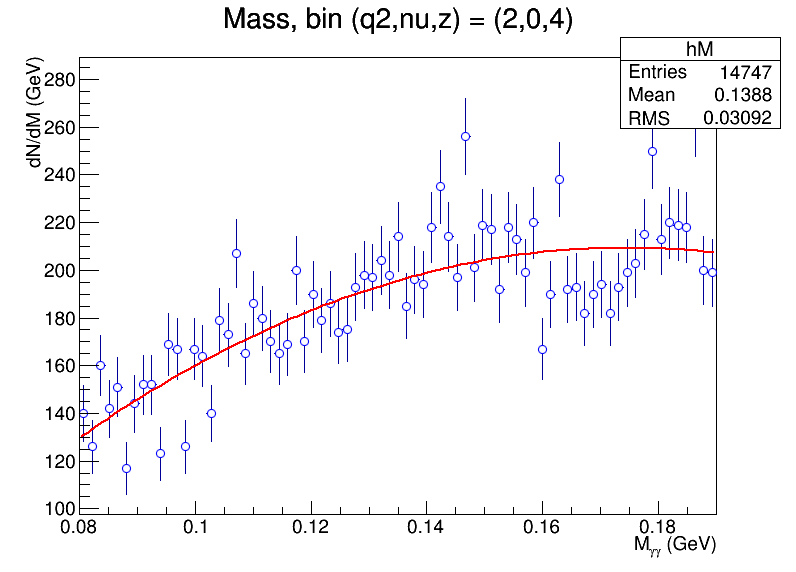 Mass, bin (q2,nu,z) = (2,0,4)
hM
Entries 14747
Mean 0.1388
RMS 0.03092
dN/dM (GeV)
280
260
240
220
200
180
160
140
120
100
0.08 0.1 0.12 0.14 0.16 0.18
Mγγ (GeV)